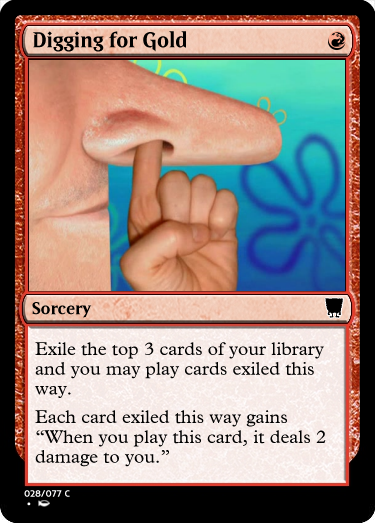 Digging for Gold
Sorcery
Exile the top 3 cards of your library
and you may play cards exiled this
way.
Each card exiled this way gains
“When you play this card, it deals 2
damage to you.”
028/077 C